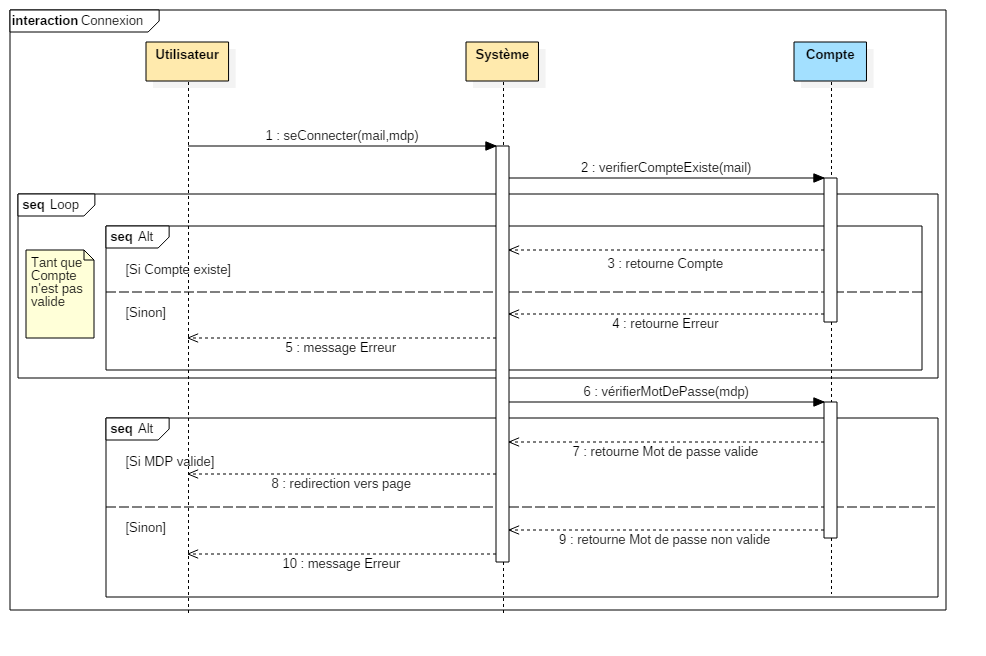 interaction Connexion
Utilisateur
Système
Compte
1 : seConnecter(mail,mdp)
2 : verifierCompteExiste(mail)
seq Loop
seq Alt
Tant que
Compte
n'est pas
valide
3 : retourne Compte
[Si Compte existe]
[Sinon]
4 : retourne Erreur
5 : message Erreur
6 : vérifierMotDePasse(mdp)
seq Alt
7 : retourne Mot de passe valide
[Si MDP valide]
8 : redirection vers page
[Sinon]
9 : retourne Mot de passe non valide
10 : message Erreur